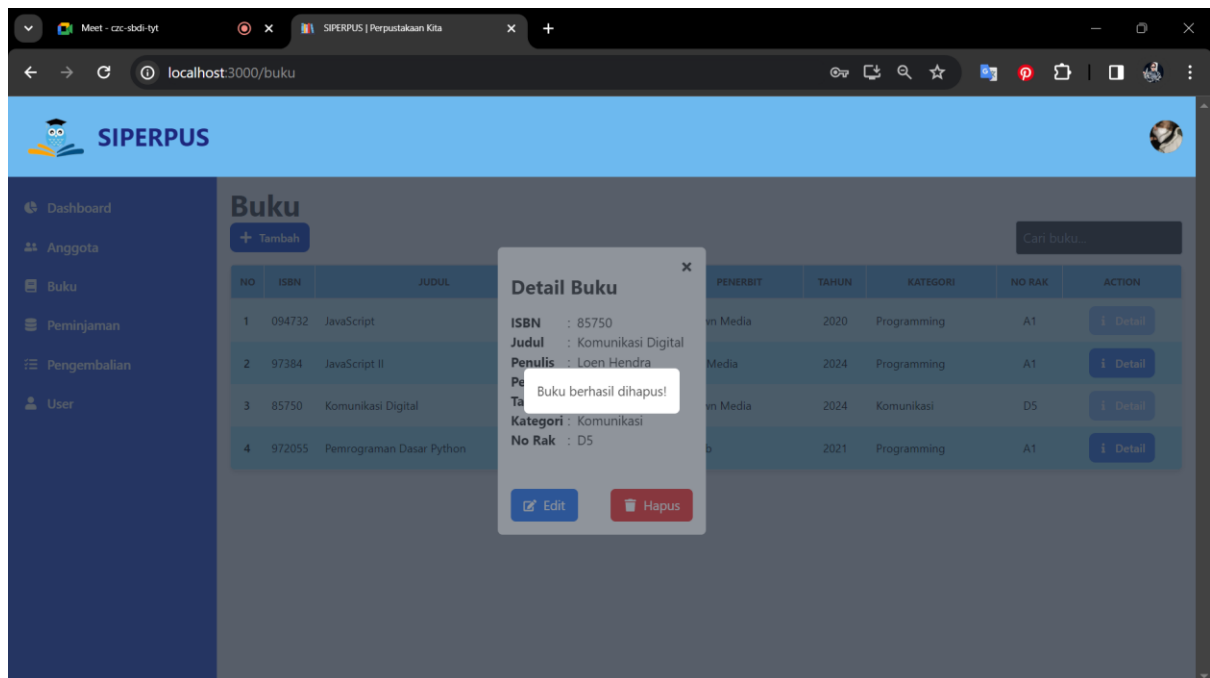 Meet - czc-sbdi-tyt
SIPERPUS | Perpustakaan Kita
localhost:3000/buku
SIPERPUS
Dashboard
Anggota
Buku
Peminjaman
Pengembalian
User
Buku
+ Tambah
Cari buku...
NO ISBN JUDUL PENERBIT TAHUN KATEGORI NO RAK ACTION
1 094732 JavaScript Media 2020 Programming A1 i Detail
2 97384 JavaScript II Media 2024 Programming A1 i Detail
3 85750 Komunikasi Digital Media 2024 Komunikasi D5 i Detail
4 972055 Pemrograman Dasar Python 2021 Programming A1 i Detail
Detail Buku
ISBN : 85750
Judul : Komunikasi Digital
Penulis : Loen Hendra
Buku berhasil dihapus!
Kategori : Komunikasi
No Rak : D5
Edit
Hapus